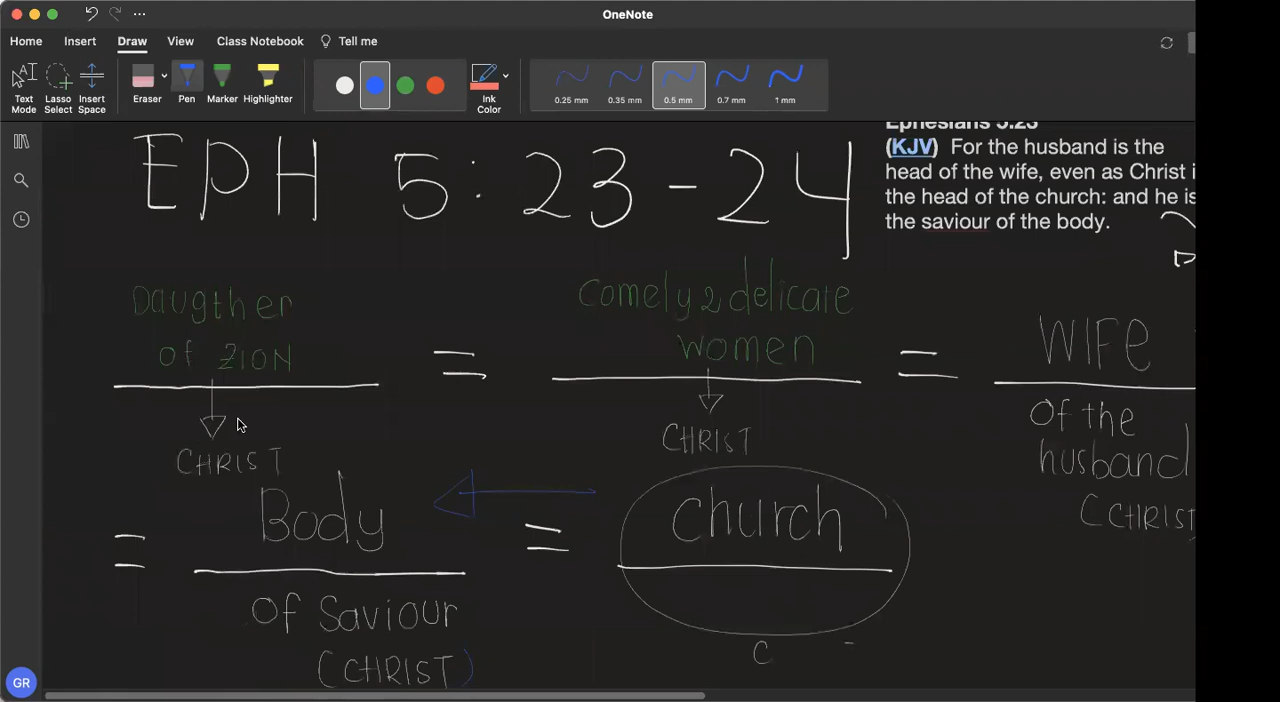 OneNote
Home Insert Draw View Class Notebook Tell me
Text Mode
Lasso Select
Insert Space
Eraser
Pen
Marker
Highlighter
Ink Color
0.25 mm
0.35 mm
0.5 mm
0.7 mm
1 mm
EPH 5:23-24
Ephesians 5:23
(KJV) For the husband is the
head of the wife, even as Christ i
the head of the church: and he is
the saviour of the body.
Daugther
of ZION
=
Comely & delicate
women
=
WIFe
CHRIST
CHRIST
Of the
husband
(CHRIST
=
Body
=
Church
Of Saviour
(CHRIST)
C
GR